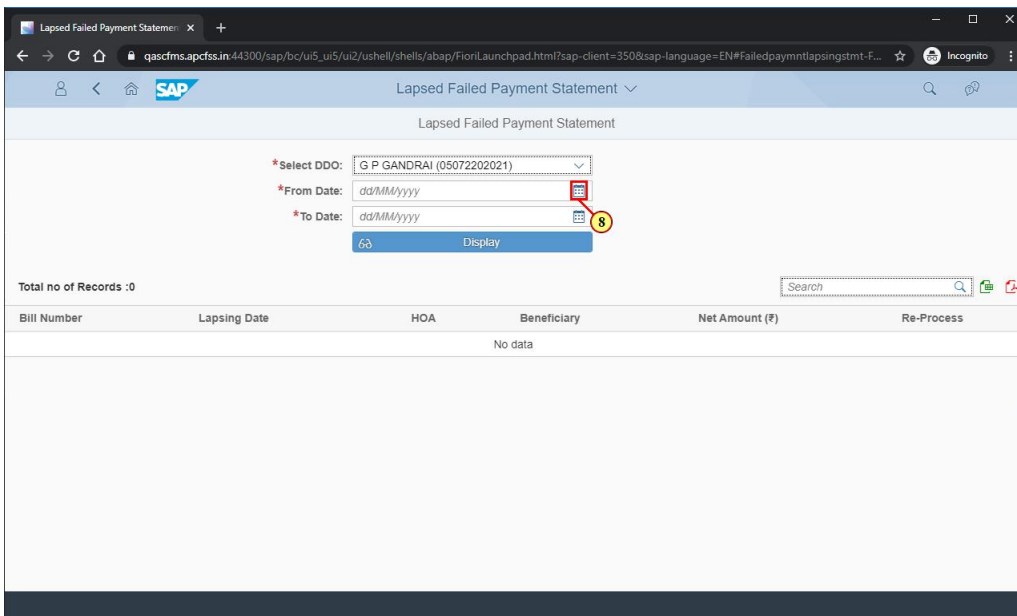 Lapsed Failed Payment Statemen
qascfms.apcfss.in:44300/sap/bc/ui5_ui5/ui2/ushell/shells/abap/FioriLaunchpad.html?sap-client=350&sap-language=EN#Failedpaymntlapsingstmt-F...
Incognito
SAP
Lapsed Failed Payment Statement
Lapsed Failed Payment Statement
*Select DDO: G P GANDRAI (05072202021)
*From Date: dd/MM/yyyy
*To Date: dd/MM/yyyy
8
Display
Total no of Records :0
Search
Bill Number Lapsing Date HOA Beneficiary Net Amount (₹) Re-Process
No data